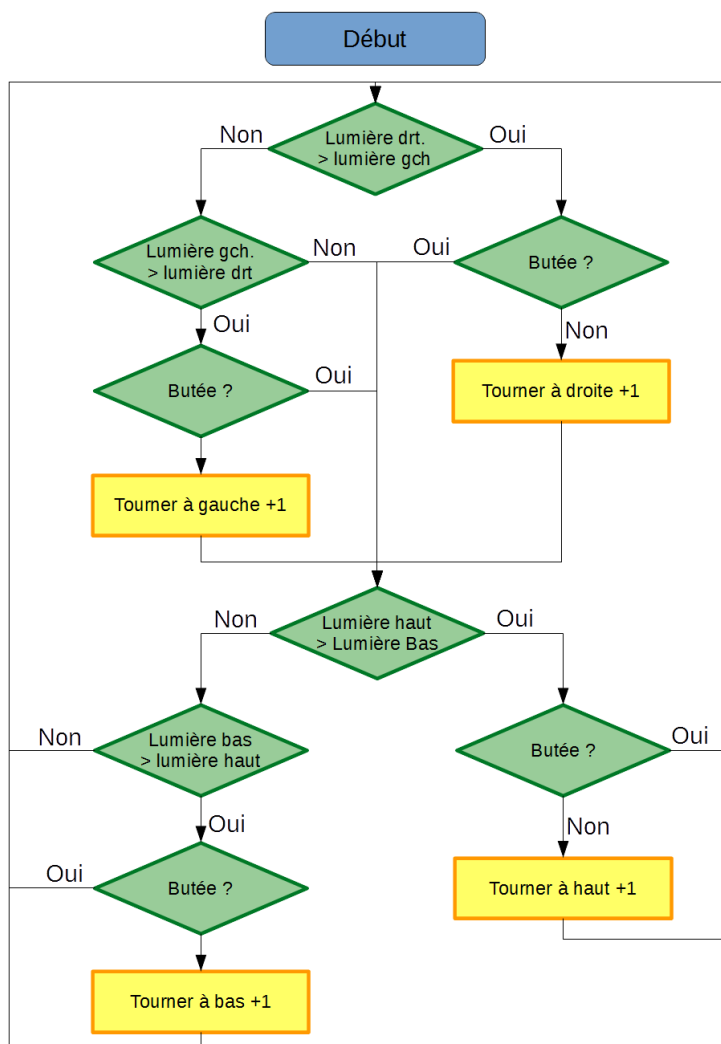 Début
Non
Oui
Lumière drt.
> lumière gch
Lumière gch.
> lumière drt
Non
Oui
Butée ?
Oui
Non
Butée ?
Oui
Tourner à droite +1
Tourner à gauche +1
Non
Lumière haut
> Lumière Bas
Oui
Non
Lumière bas
> lumière haut
Butée ?
Oui
Oui
Non
Oui
Butée ?
Tourner à haut +1
Tourner à bas +1